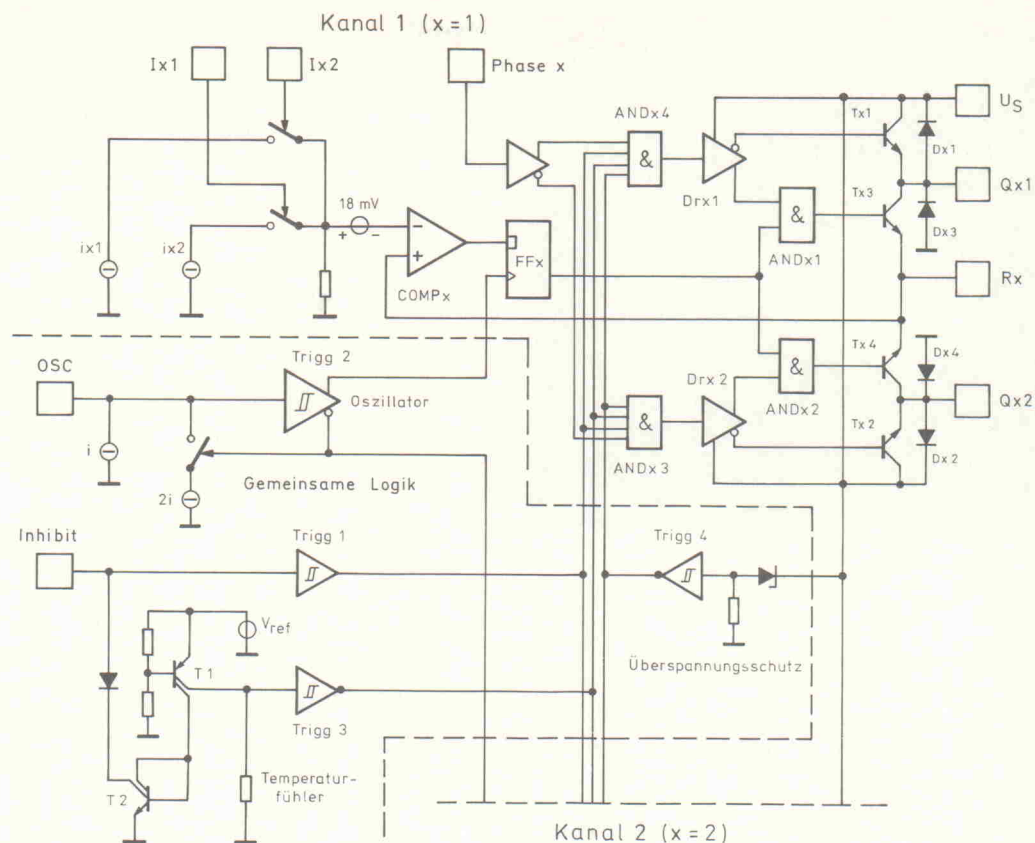 Kanal 1 (x=1)
Ix1
Ix2
Phase x
ANDx4
Tx1
US
&
Dx1
Drx1
Tx3
Qx1
&
Dx3
18 mV
+ -
-
+
ix1
ix2
COMPx
FFx
ANDx1
Rx
Tx4
Dx4
OSC
Trigg 2
Oszillator
Drx2
&
ANDx2
Qx2
&
ANDx3
Tx2
Dx2
i
2i
Gemeinsame Logik
Inhibit
Trigg 1
Trigg 4
Vref
T1
Überspannungsschutz
Trigg 3
T2
Temperatur-
fühler
Kanal 2 (x=2)